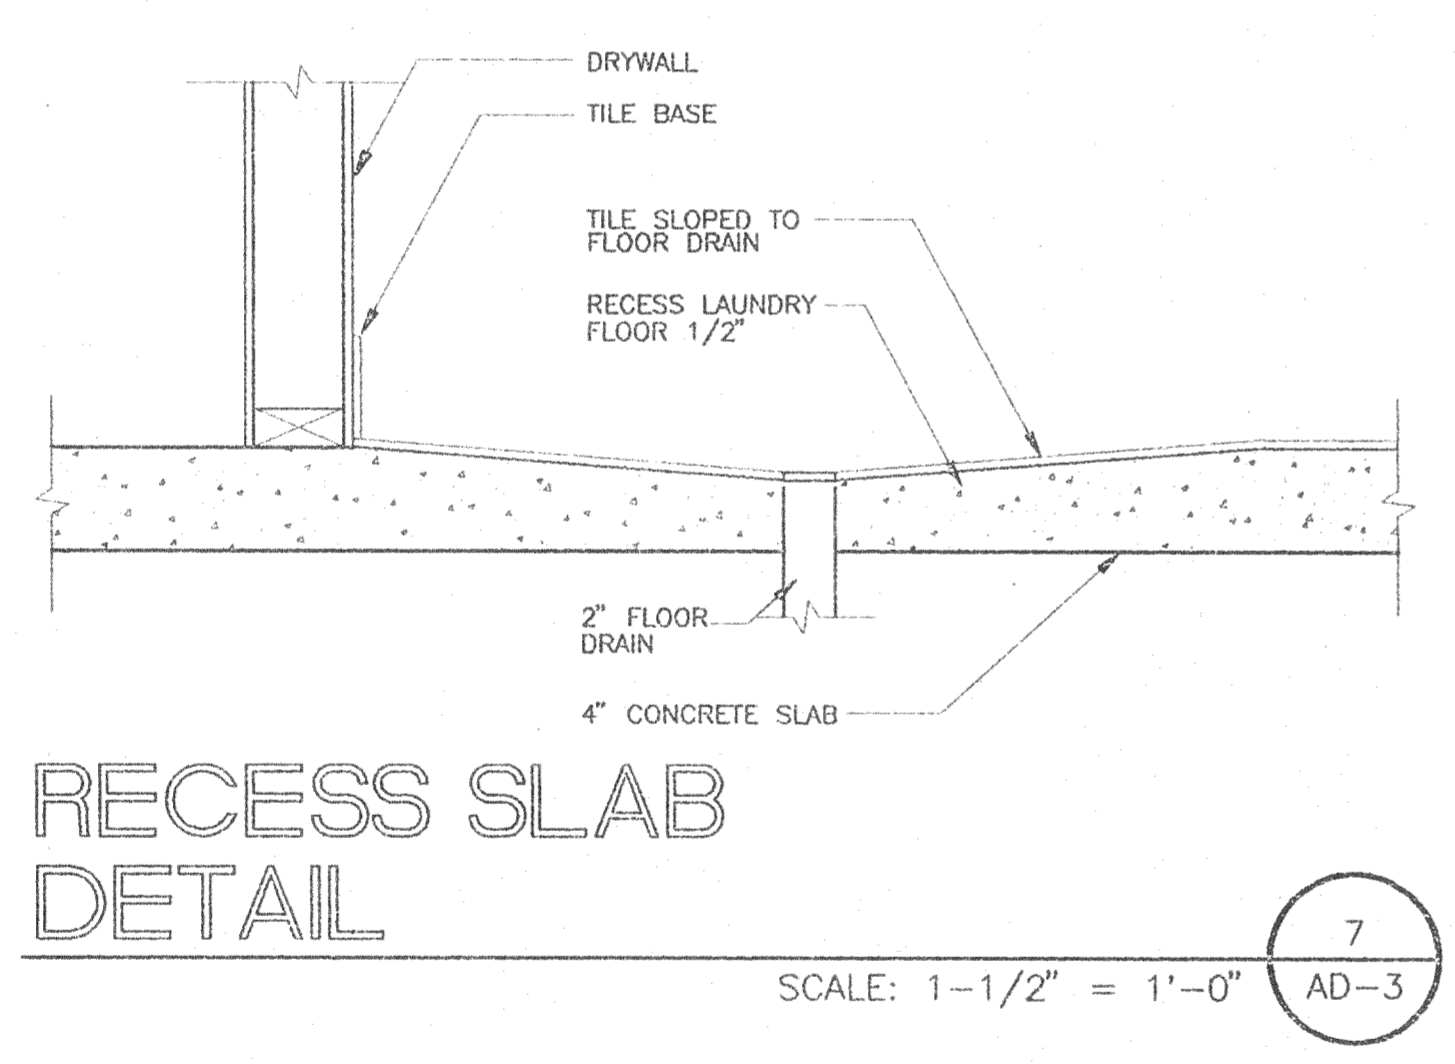 DRYWALL
TILE BASE
TILE SLOPED TO
FLOOR DRAIN
RECESS LAUNDRY
FLOOR 1/2"
2" FLOOR
DRAIN
4" CONCRETE SLAB
RECESS SLAB
DETAIL
SCALE: 1-1/2" = 1'-0"
7
AD-3